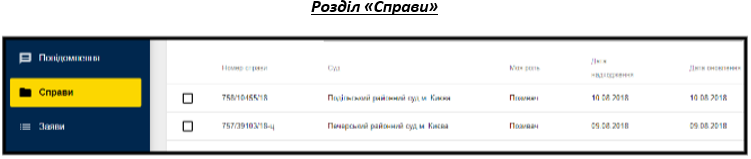 Розділ «Справи»
Повідомлення
Справи
Заяви
Номер справи Суд Моя роль Дата надходження Дата оновлення
758/10455/18 Подільський районний суд м. Києва Позивач 10.08.2018 10.08.2018
757/39103/18-ц Печерський районний суд м. Києва Позивач 09.08.2018 09.08.2018